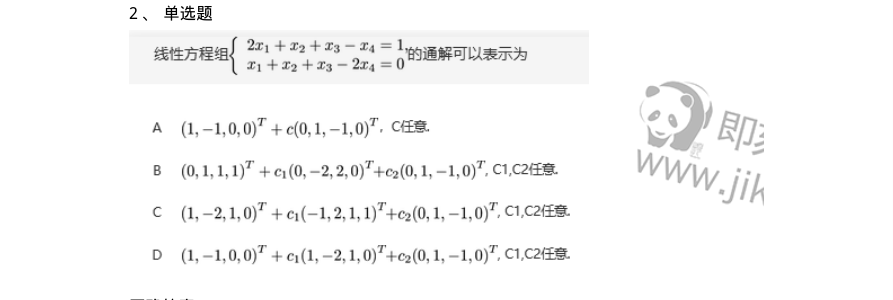 2、 单选题
线性方程组{ 2x₁ + x₂ + x₃ − x₄ = 1, x₁ + x₂ + x₃ − 2x₄ = 0 的通解可以表示为
A (1, −1, 0, 0)ᵀ + c(0, 1, −1, 0)ᵀ, C任意.
B (0, 1, 1, 1)ᵀ + c₁(0, −2, 2, 0)ᵀ+c₂(0, 1, −1, 0)ᵀ, C1,C2任意.
C (1, −2, 1, 0)ᵀ + c₁(−1, 2, 1, 1)ᵀ+c₂(0, 1, −1, 0)ᵀ, C1,C2任意.
D (1, −1, 0, 0)ᵀ + c₁(1, −2, 1, 0)ᵀ+c₂(0, 1, −1, 0)ᵀ, C1,C2任意.
即
www.jik